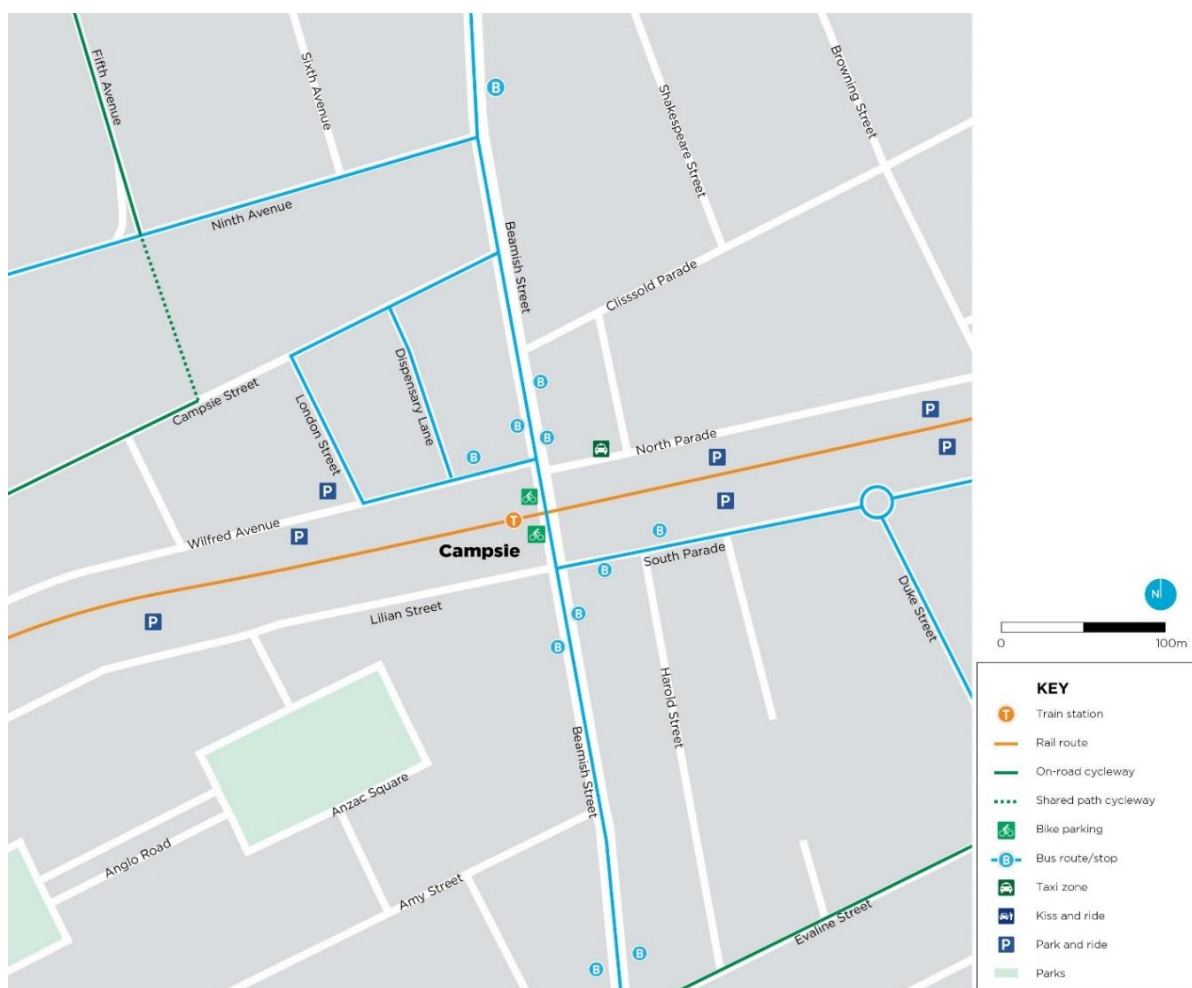 Fifth Avenue
Sixth Avenue
B
Shakespeare Street
Browning Street
Ninth Avenue
Beamish Street
Clisssold Parade
Campsie Street
London Street
Dispensary Lane
B
B
B
B
P
North Parade
P
P
P
Wilfred Avenue
P
T
Campsie
P
B
South Parade
B
Duke Street
Lilian Street
P
B
B
Harold Street
Beamish Street
Anzac Square
Anglo Road
Amy Street
Evaline Street
B
B
N
0
100m
KEY
T Train station
Rail route
On-road cycleway
Shared path cycleway
Bike parking
B Bus route/stop
Taxi zone
Kiss and ride
P Park and ride
Parks